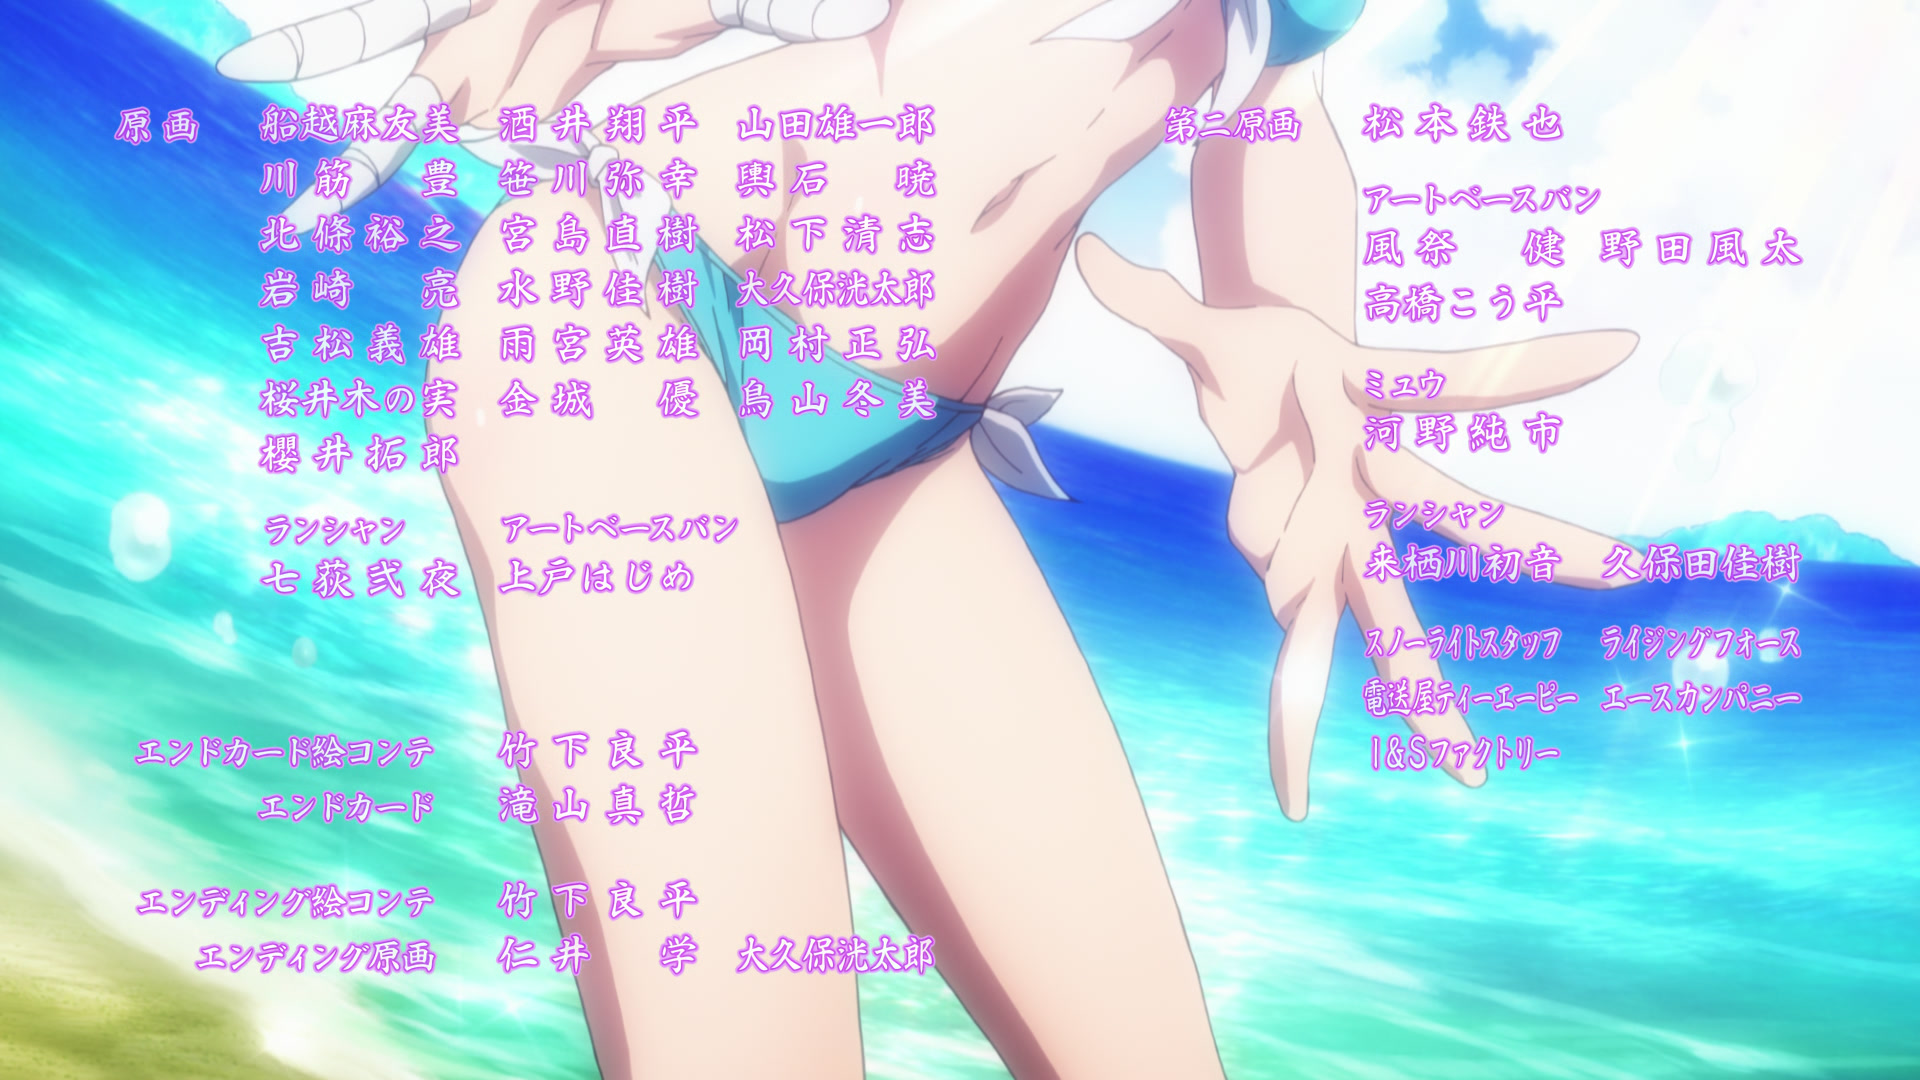 原画 船越麻友美 酒井翔平 山田雄一郎
川筋 豊 笹川弥幸 輿石 暁
北條裕之 宮島直樹 松下清志
岩崎 亮 水野佳樹 大久保洸太郎
吉松義雄 雨宮英雄 岡村正弘
桜井木の実 金城 優 鳥山冬美
櫻井拓郎
ランシャン アートベースバン
七荻弐夜 上戸はじめ
エンドカード絵コンテ 竹下良平
エンドカード 滝山真哲
エンディング絵コンテ 竹下良平
エンディング原画 仁井 学 大久保洸太郎
第二原画 松本鉄也
アートベースバン
風祭 健 野田風太
高橋こう平
ミュウ
河野純市
ランシャン
来栖川初音 久保田佳樹
スノーライトスタッフ ライジングフォース
電送屋ティーエーピー エースカンパニー
I&Sファクトリー